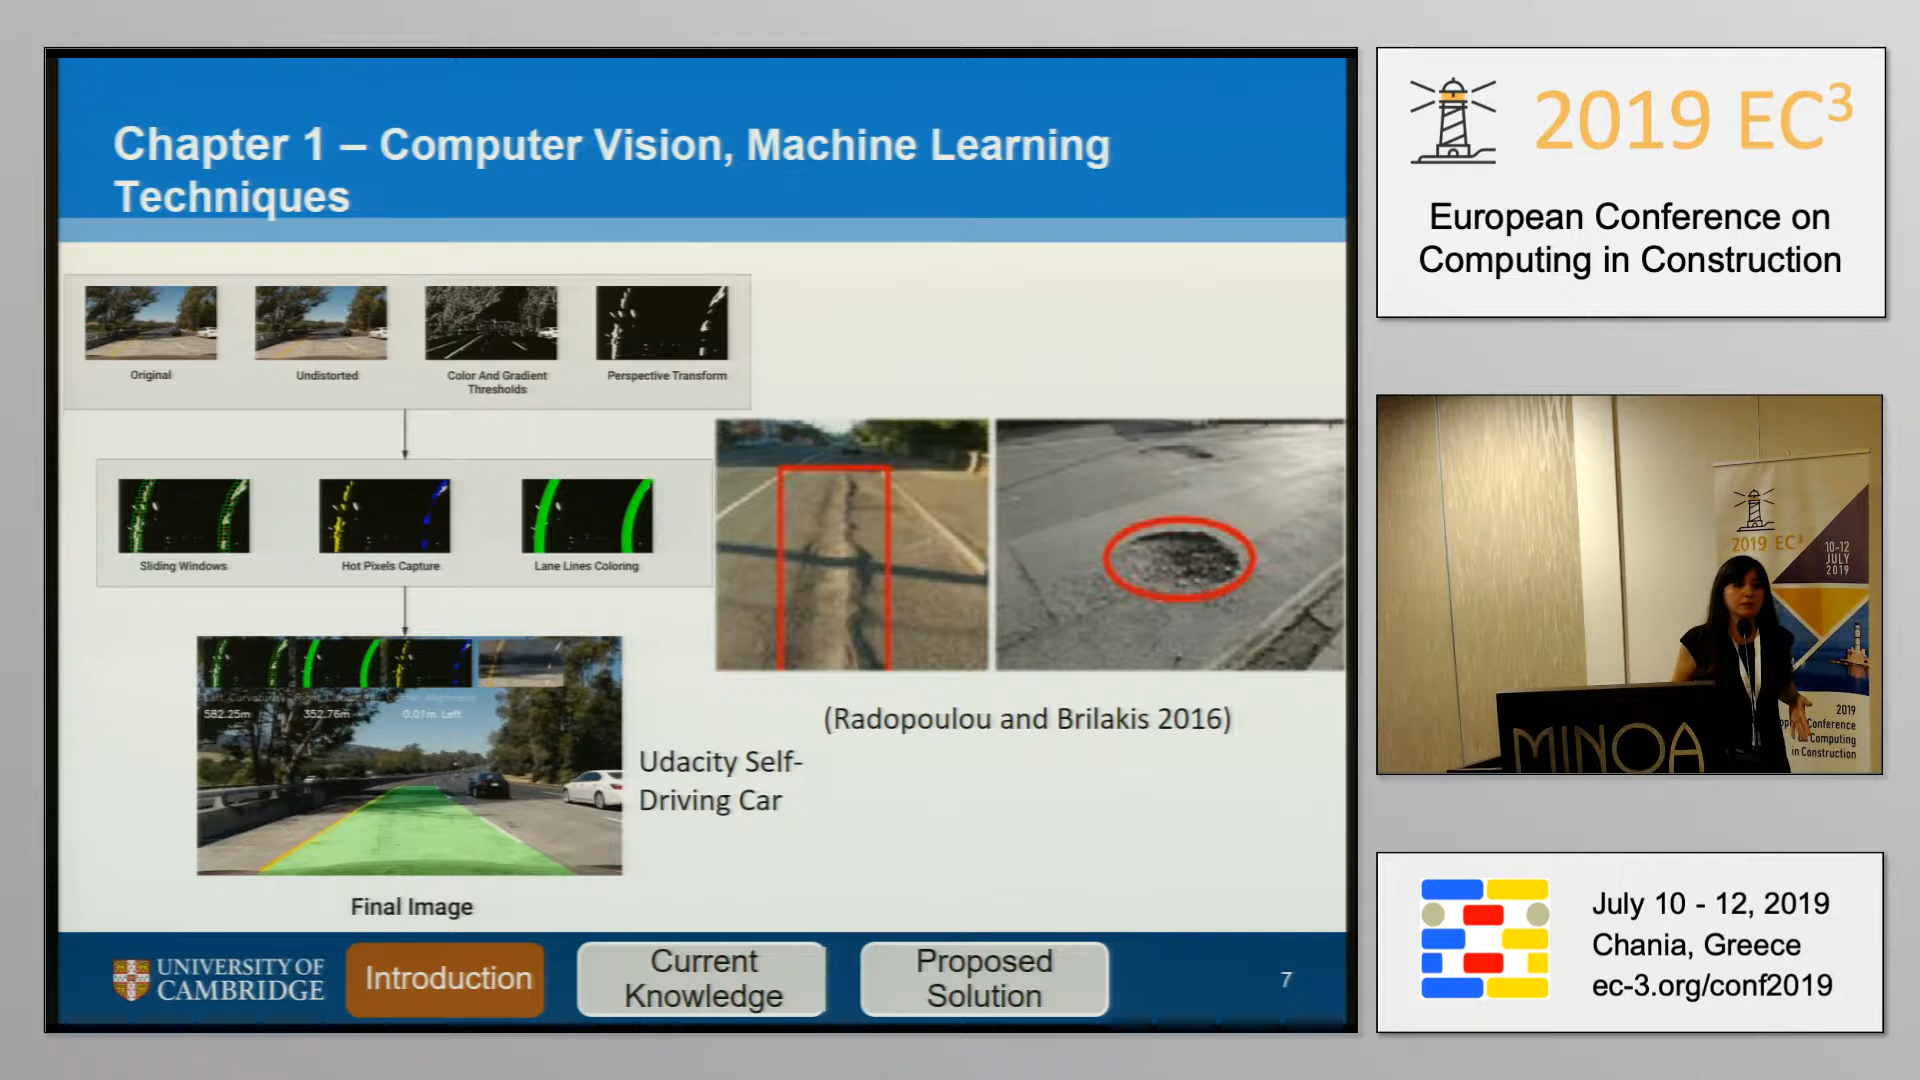 Chapter 1 – Computer Vision, Machine Learning
Techniques
Original
Undistorted
Color And Gradient
Thresholds
Perspective Transform
Sliding Windows
Hot Pixels Capture
Lane Lines Coloring
582.25m
352.76m
0.01m Left
Final Image
Udacity Self-
Driving Car
(Radopoulou and Brilakis 2016)
UNIVERSITY OF
CAMBRIDGE
Introduction
Current
Knowledge
Proposed
Solution
7
2019 EC³
European Conference on
Computing in Construction
2019 EC³
10-12
JULY
2019
MINOA
2019
Conference
Computing
in Construction
July 10 - 12, 2019
Chania, Greece
ec-3.org/conf2019